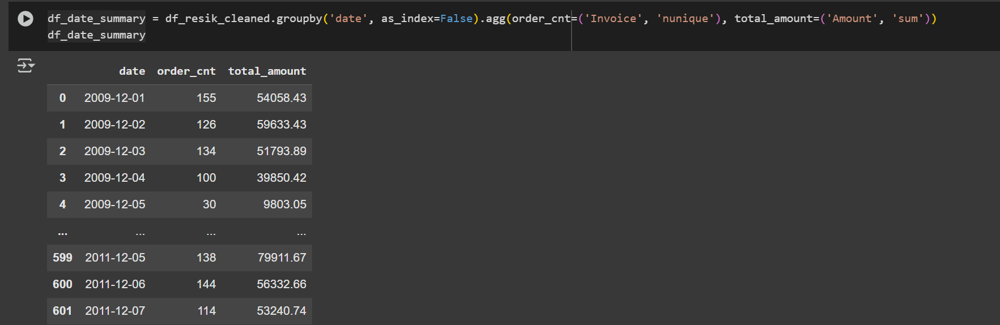 df_date_summary = df_resik_cleaned.groupby('date', as_index=False).agg(order_cnt=('Invoice', 'nunique'), total_amount=('Amount', 'sum'))
df_date_summary
date order_cnt total_amount
0 2009-12-01 155 54058.43
1 2009-12-02 126 59633.43
2 2009-12-03 134 51793.89
3 2009-12-04 100 39850.42
4 2009-12-05 30 9803.05
... ... ... ...
599 2011-12-05 138 79911.67
600 2011-12-06 144 56332.66
601 2011-12-07 114 53240.74